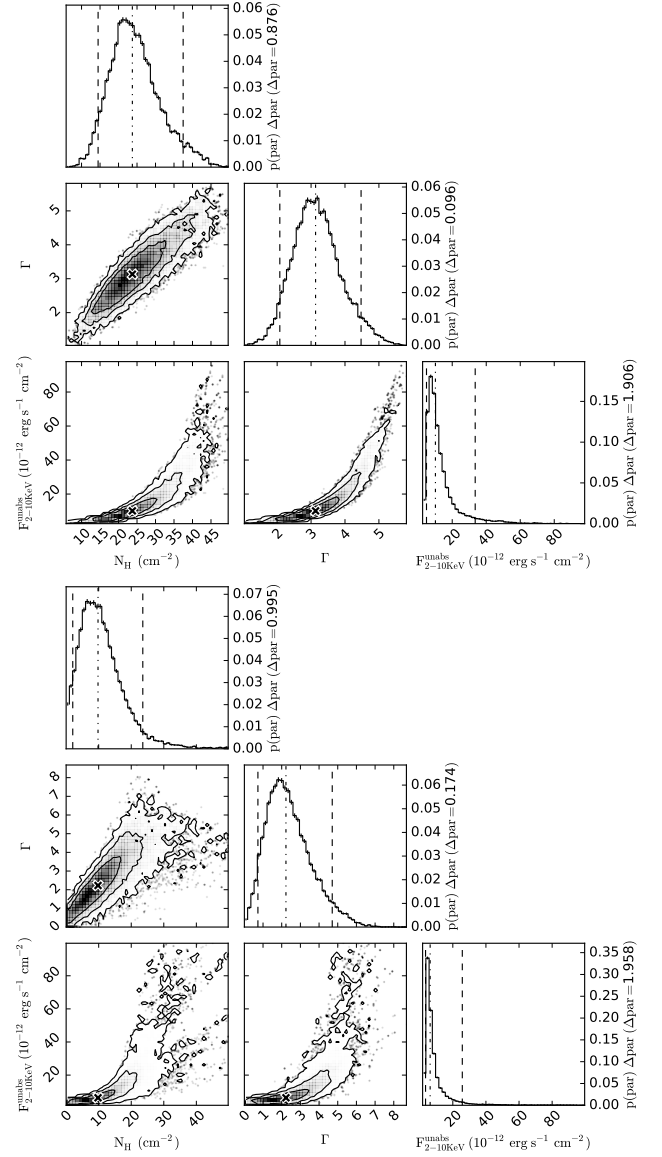 0.00 0.01 0.02 0.03 0.04 0.05 0.06
p(par) Δpar (Δpar=0.876)
Γ
2 3 4 5
0.00 0.01 0.02 0.03 0.04 0.05 0.06
p(par) Δpar (Δpar=0.096)
F^unabs_2−10KeV (10^−12 erg s^−1 cm^−2)
20 40 60 80
0.00 0.05 0.10 0.15
p(par) Δpar (Δpar=1.906)
10 15 20 25 30 35 40 45
1 2 3 4 5
20 40 60 80
N_H (cm^−2)
Γ
F^unabs_2−10KeV (10^−12 erg s^−1 cm^−2)
0.00 0.01 0.02 0.03 0.04 0.05 0.06 0.07
p(par) Δpar (Δpar=0.995)
Γ
0 1 2 3 4 5 6 7 8
0.00 0.01 0.02 0.03 0.04 0.05 0.06
p(par) Δpar (Δpar=0.174)
F^unabs_2−10KeV (10^−12 erg s^−1 cm^−2)
20 40 60 80
0.00 0.05 0.10 0.15 0.20 0.25 0.30 0.35
p(par) Δpar (Δpar=1.958)
0 10 20 30 40
0 1 2 3 4 5 6 7 8
20 40 60 80
N_H (cm^−2)
Γ
F^unabs_2−10KeV (10^−12 erg s^−1 cm^−2)